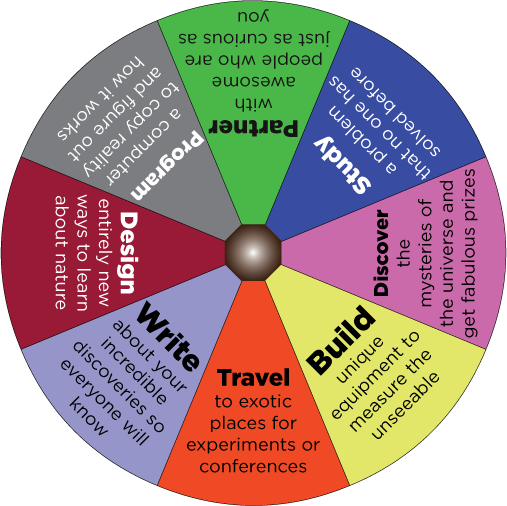 Partner
with
awesome
people who are
just as curious as
you
Study
a problem
that no one has
solved before
Discover
the
mysteries of
the universe and
get fabulous prizes
Build
unique
equipment to
measure the
unseeable
Travel
to exotic
places for
experiments or
conferences
Write
about your
incredible
discoveries so
everyone will
know
Design
entirely new
ways to learn
about nature
Program
a computer
to copy reality
and figure out
how it works